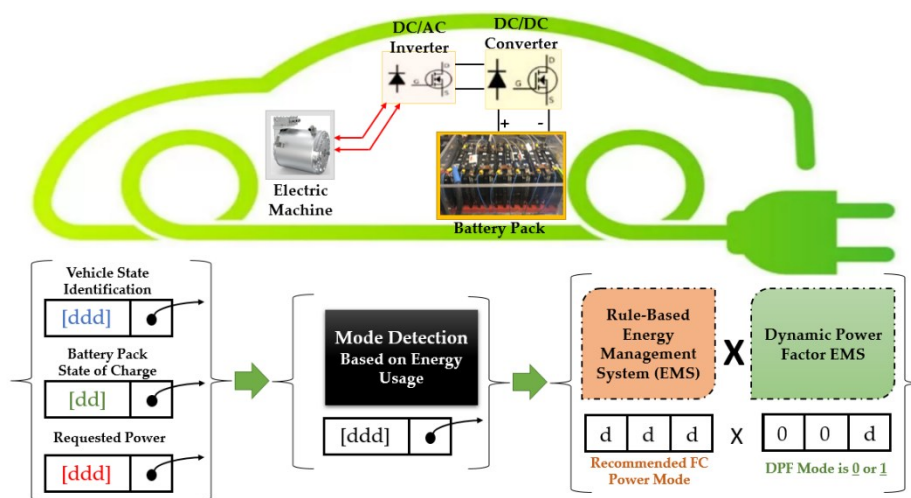 DC/AC
Inverter
DC/DC
Converter
D
G
S
D
G
S
+ -
Electric
Machine
Battery Pack
Vehicle State
Identification
[ddd]
Battery Pack
State of Charge
[dd]
Requested Power
[ddd]
Mode Detection
Based on Energy
Usage
[ddd]
Rule-Based
Energy
Management
System (EMS)
X
Dynamic Power
Factor EMS
d d d
X
0 0 d
Recommended FC
Power Mode
DPF Mode is 0 or 1